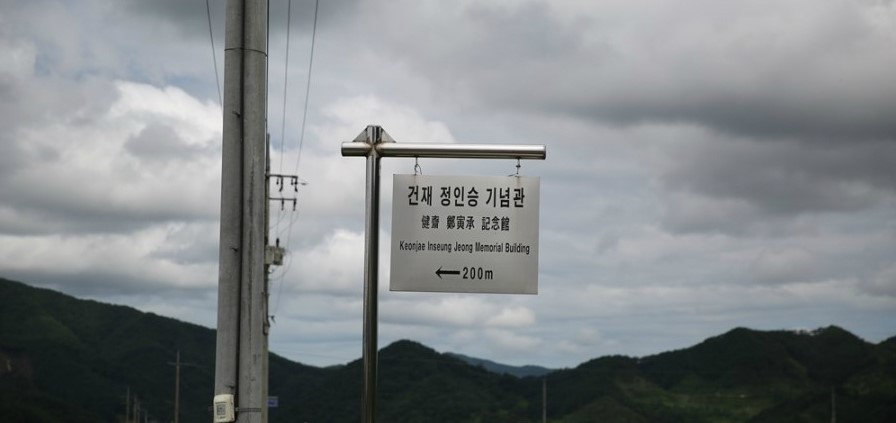 건재 정인승 기념관
健齋 鄭寅承 記念館
Keonjae Inseung Jeong Memorial Building
←200m